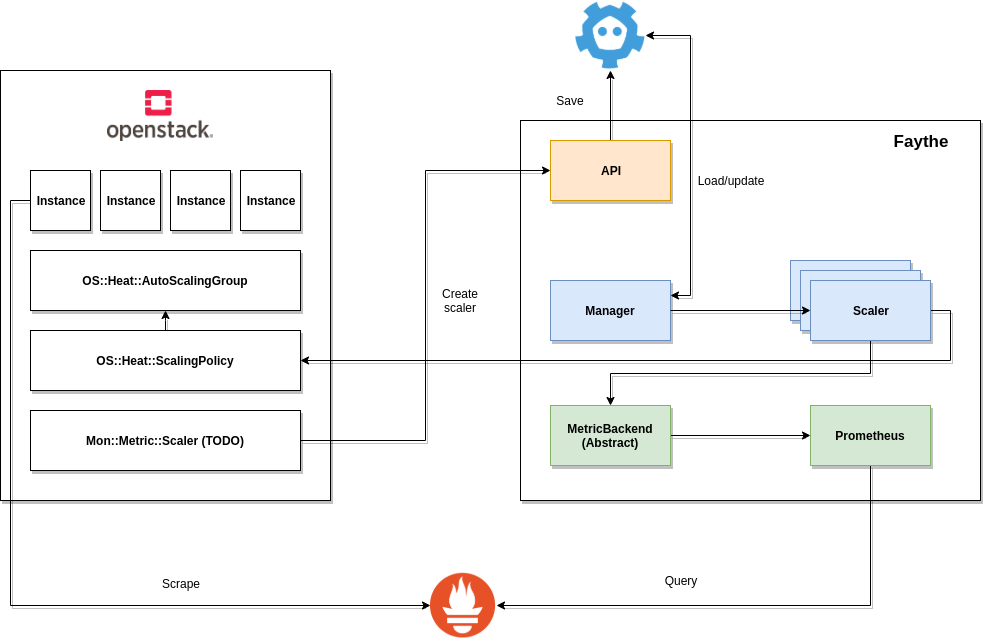 Save
openstack.
Faythe
API
Load/update
Instance
Instance
Instance
Instance
OS::Heat::AutoScalingGroup
Create
scaler
Manager
Scaler
OS::Heat::ScalingPolicy
Mon::Metric::Scaler (TODO)
MetricBackend
(Abstract)
Prometheus
Scrape
Query